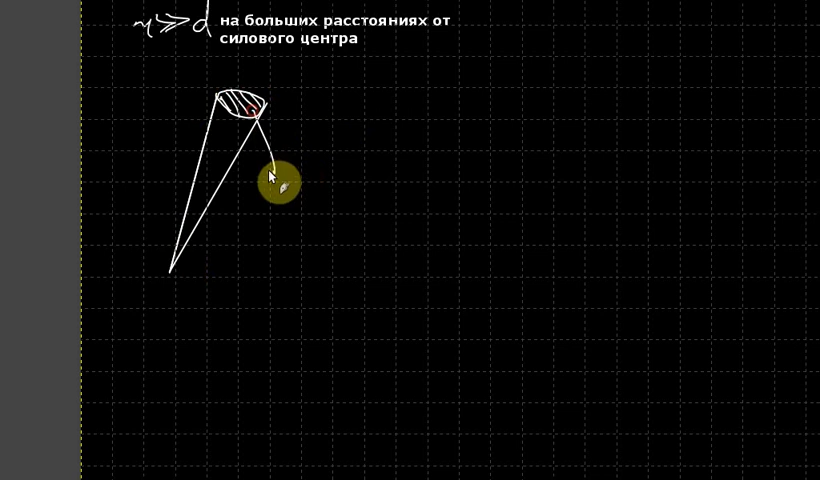 r ≫ d на больших расстояниях от
силового центра